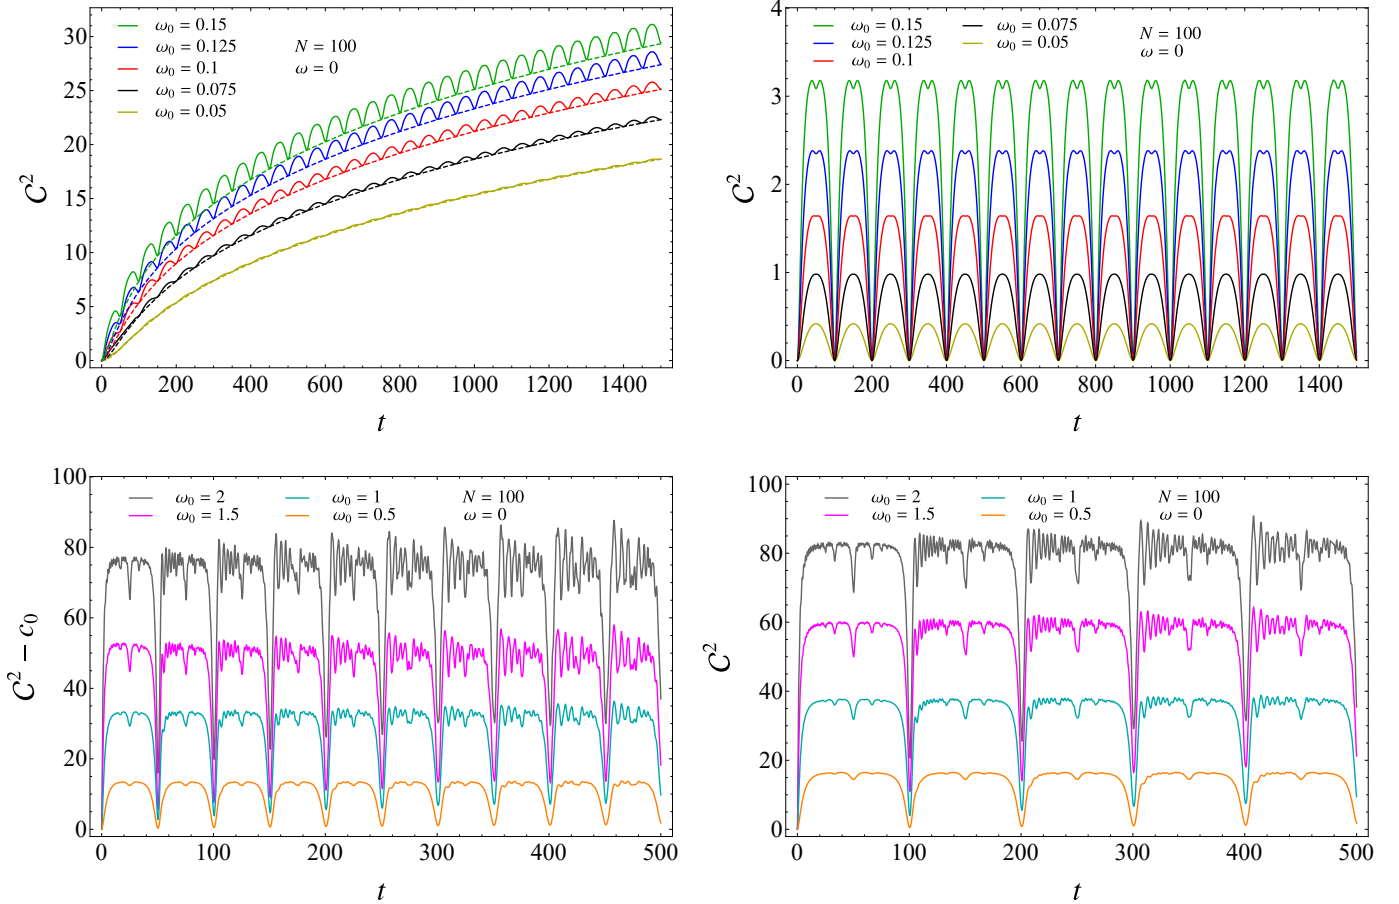 ω₀ = 0.15
ω₀ = 0.125
ω₀ = 0.1
ω₀ = 0.075
ω₀ = 0.05
N = 100
ω = 0
C²
30
25
20
15
10
5
0
0 200 400 600 800 1000 1200 1400
t
ω₀ = 0.15 ω₀ = 0.075
ω₀ = 0.125 ω₀ = 0.05
ω₀ = 0.1
N = 100
ω = 0
C²
4
3
2
1
0
0 200 400 600 800 1000 1200 1400
t
ω₀ = 2 ω₀ = 1 N = 100
ω₀ = 1.5 ω₀ = 0.5 ω = 0
C² − c₀
100
80
60
40
20
0
0 100 200 300 400 500
t
ω₀ = 2 ω₀ = 1 N = 100
ω₀ = 1.5 ω₀ = 0.5 ω = 0
C²
100
80
60
40
20
0
0 100 200 300 400 500
t